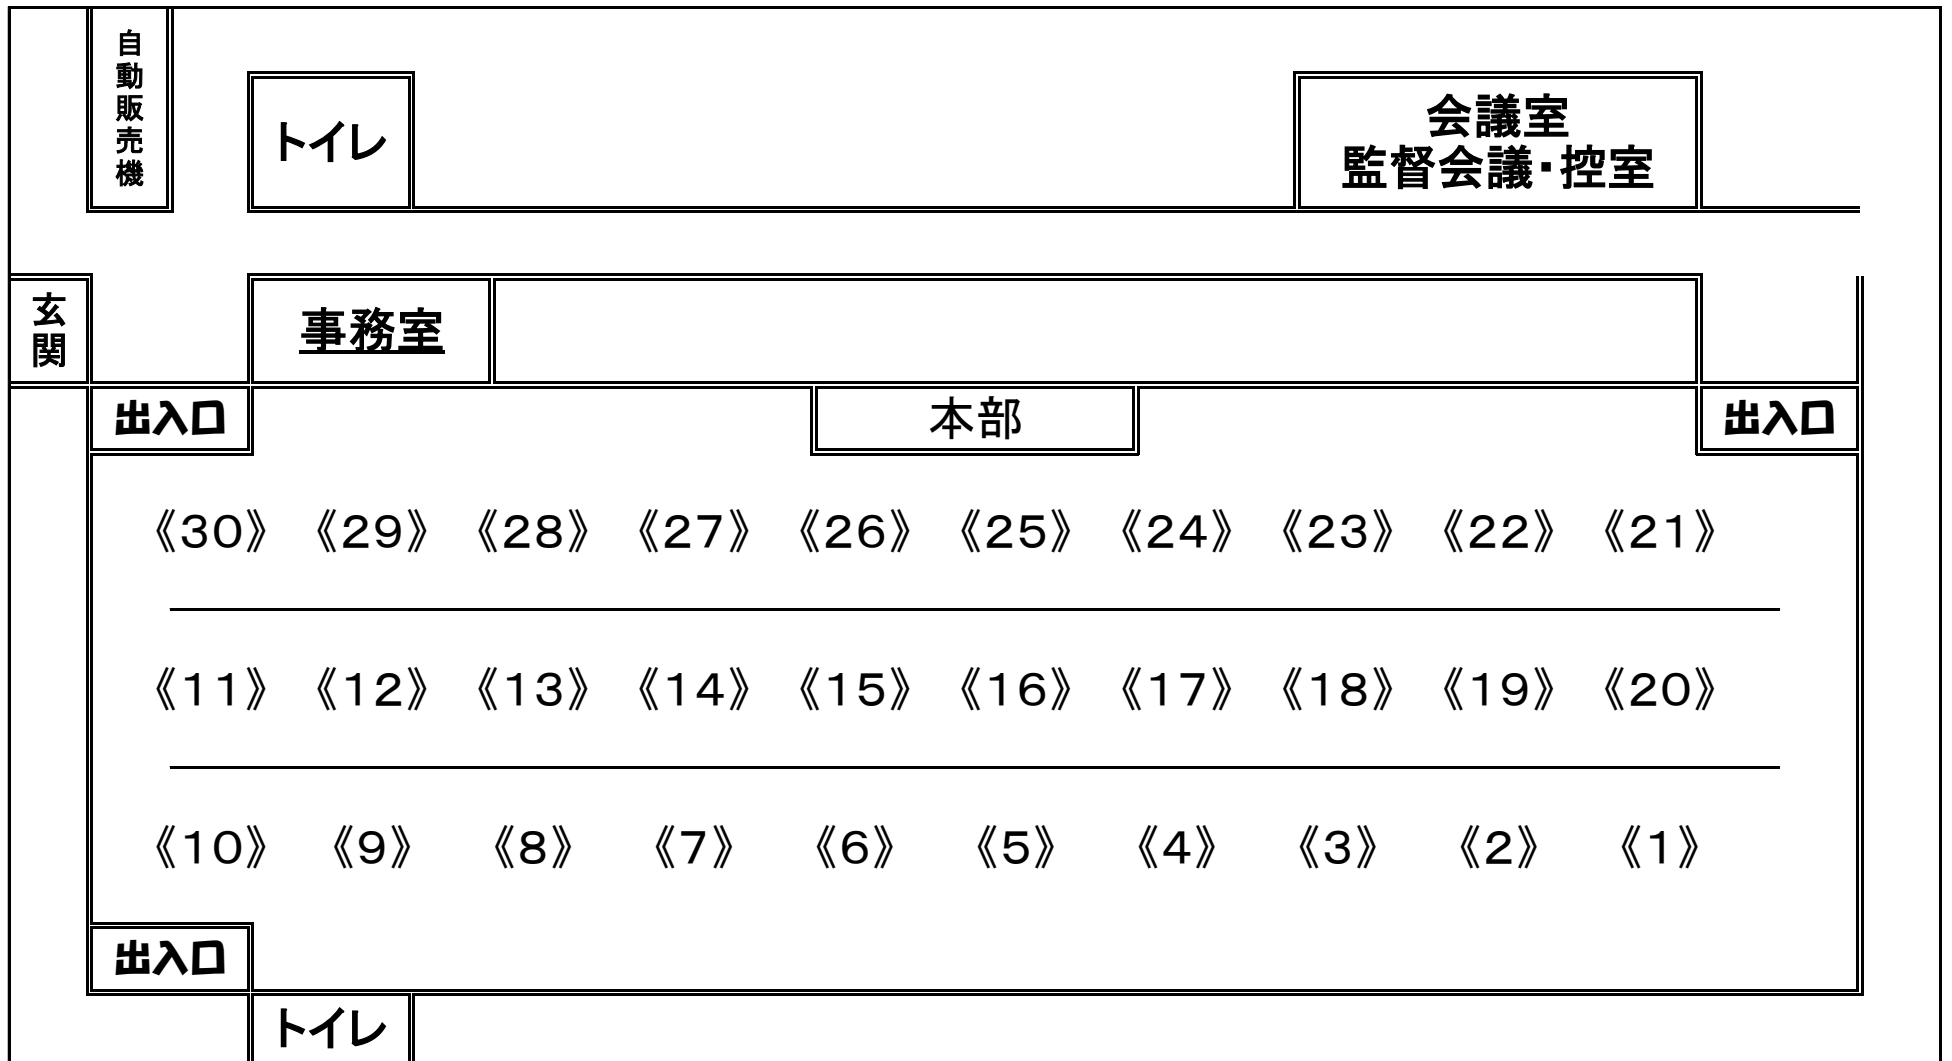 自動販売機
トイレ
会議室
監督会議・控室
玄関
事務室
出入口
本部
出入口
《30》 《29》 《28》 《27》 《26》 《25》 《24》 《23》 《22》 《21》
《11》 《12》 《13》 《14》 《15》 《16》 《17》 《18》 《19》 《20》
《10》 《9》 《8》 《7》 《6》 《5》 《4》 《3》 《2》 《1》
出入口
トイレ